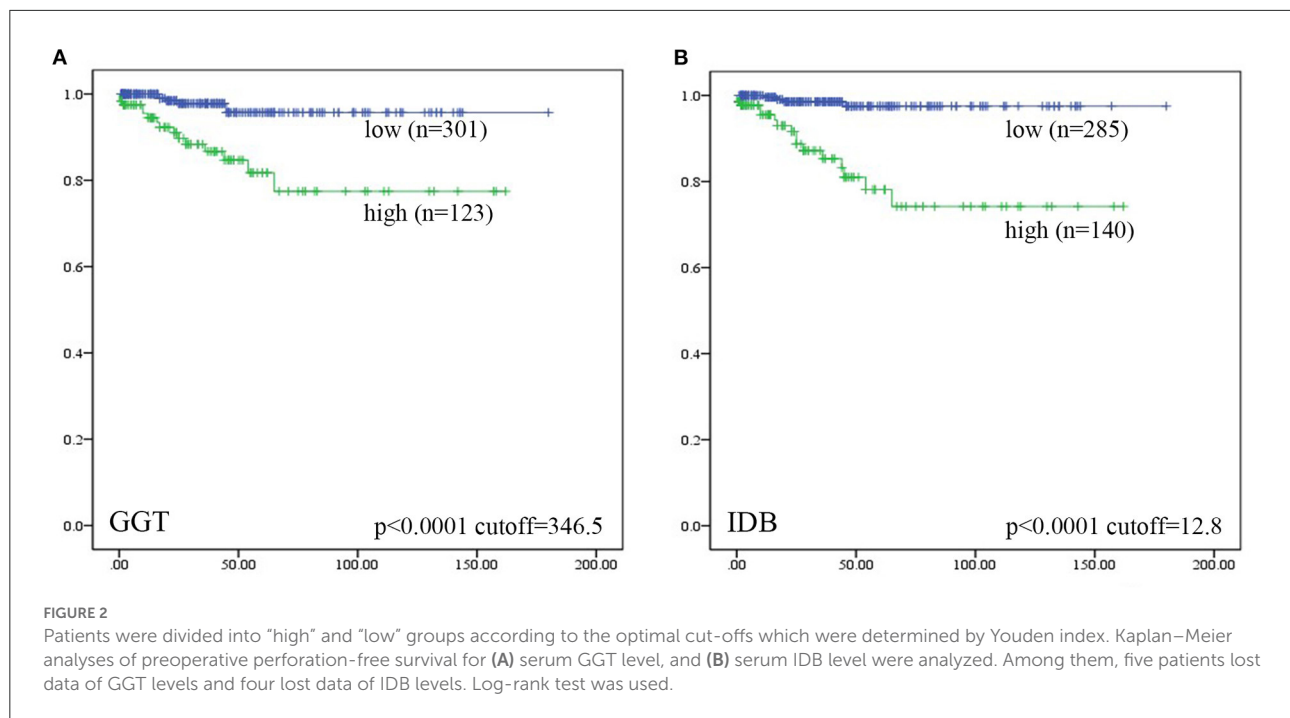 A
1.0
low (n=301)
0.8
high (n=123)
0.6
0.4
0.2
0.0
GGT
p<0.0001 cutoff=346.5
.00
50.00
100.00
150.00
200.00
B
1.0
low (n=285)
0.8
high (n=140)
0.6
0.4
0.2
0.0
IDB
p<0.0001 cutoff=12.8
.00
50.00
100.00
150.00
200.00
FIGURE 2
Patients were divided into “high” and “low” groups according to the optimal cut-offs which were determined by Youden index. Kaplan–Meier
analyses of preoperative perforation-free survival for (A) serum GGT level, and (B) serum IDB level were analyzed. Among them, five patients lost
data of GGT levels and four lost data of IDB levels. Log-rank test was used.